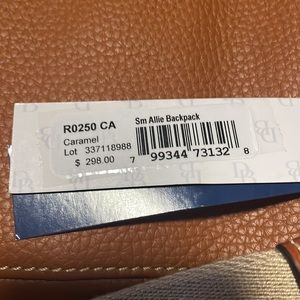 R0250 CA
Caramel
Lot 337118988
$ 298.00
Sm Allie Backpack
7 99344 73132 8